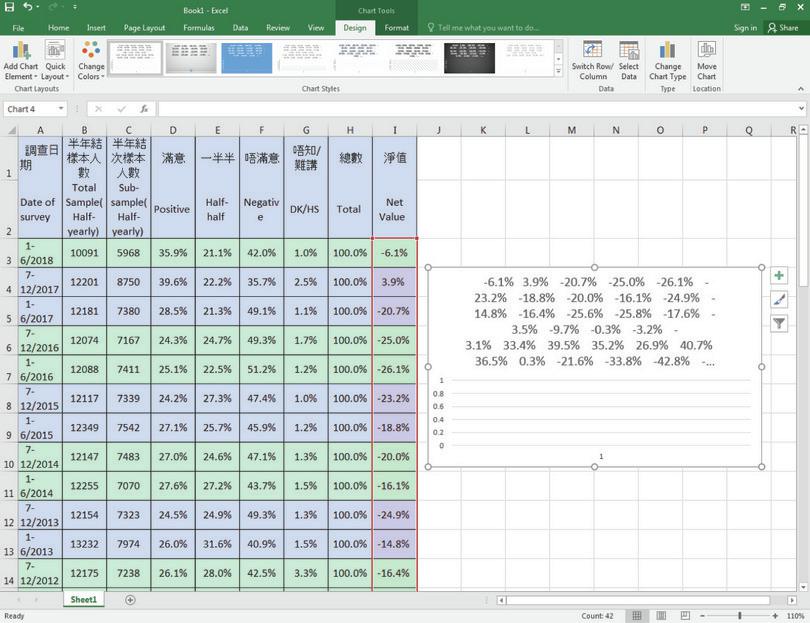 Book1 - Excel
Chart Tools
File Home Insert Page Layout Formulas Data Review View Design Format Tell me what you want to do... Sign in Share
Add Chart Element Quick Layout Change Colors Switch Row/ Column Select Data Change Chart Type Move Chart
Chart Layouts Chart Styles Data Type Location
Chart 4 fx
A B C D E F G H I J K L M N O P Q R
1 調查日期 半年結樣本人數 半年結次樣本人數 滿意 一半半 唔滿意 唔知/難講 總數 淨值
2 Date of survey Total Sample(Half-yearly) Sub-sample(Half-yearly) Positive Half-half Negative DK/HS Total Net Value
3 1-6/2018 10091 5968 35.9% 21.1% 42.0% 1.0% 100.0% -6.1%
4 7-12/2017 12201 8750 39.6% 22.2% 35.7% 2.5% 100.0% 3.9%
5 1-6/2017 12181 7380 28.5% 21.3% 49.1% 1.1% 100.0% -20.7%
6 7-12/2016 12074 7167 24.3% 24.7% 49.3% 1.7% 100.0% -25.0%
7 1-6/2016 12088 7411 25.1% 22.5% 51.2% 1.2% 100.0% -26.1%
8 7-12/2015 12117 7339 24.2% 27.3% 47.4% 1.0% 100.0% -23.2%
9 1-6/2015 12349 7542 27.1% 25.7% 45.9% 1.2% 100.0% -18.8%
10 7-12/2014 12147 7483 27.0% 24.6% 47.1% 1.3% 100.0% -20.0%
11 1-6/2014 12255 7070 27.6% 27.2% 43.7% 1.5% 100.0% -16.1%
12 7-12/2013 12154 7323 24.5% 24.9% 49.3% 1.3% 100.0% -24.9%
13 1-6/2013 13232 7974 26.0% 31.6% 40.9% 1.5% 100.0% -14.8%
14 7-12/2012 12175 7238 26.1% 28.0% 42.5% 3.3% 100.0% -16.4%
-6.1% 3.9% -20.7% -25.0% -26.1% -
23.2% -18.8% -20.0% -16.1% -24.9% -
14.8% -16.4% -25.6% -25.8% -17.6% -
3.5% -9.7% -0.3% -3.2% -
3.1% 33.4% 39.5% 35.2% 26.9% 40.7%
36.5% 0.3% -21.6% -33.8% -42.8% -...
1
0.8
0.6
0.4
0.2
0
1
Sheet1
Ready Count: 42 110%